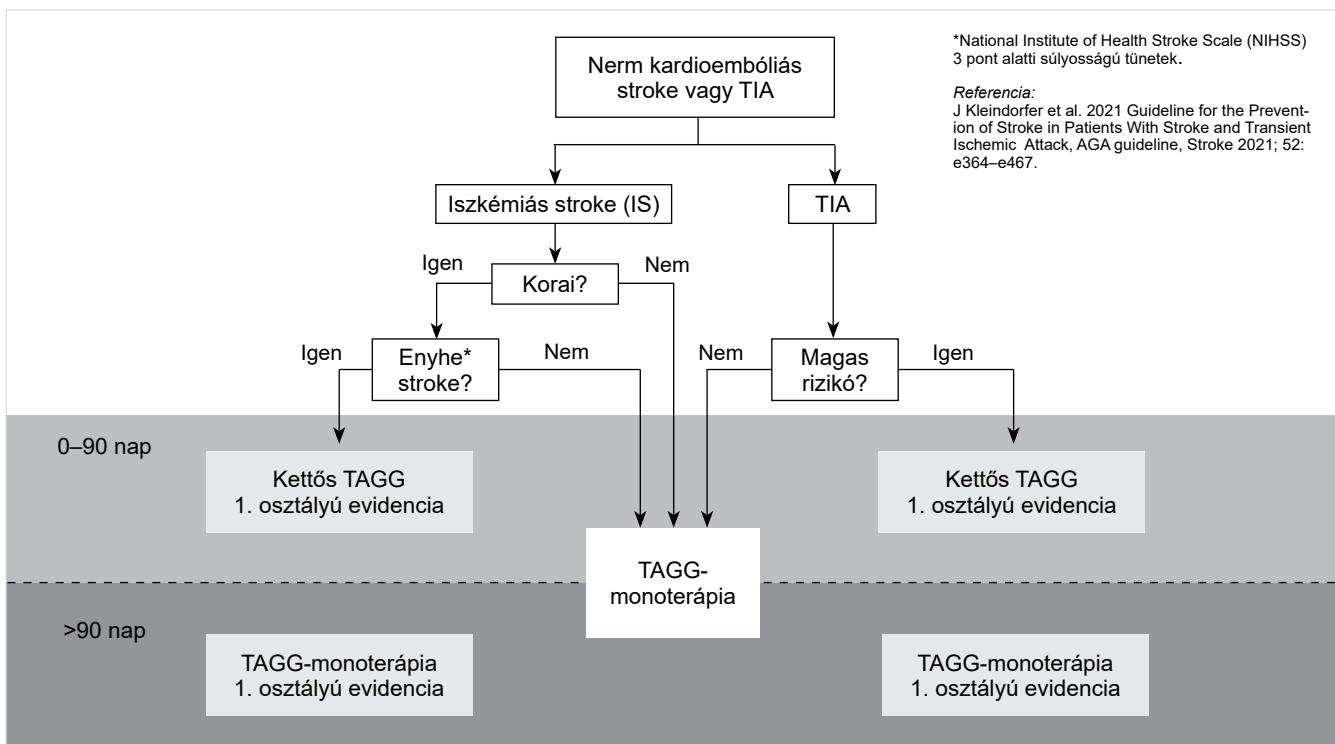 Nerm kardioembóliás
stroke vagy TIA
*National Institute of Health Stroke Scale (NIHSS)
3 pont alatti súlyosságú tünetek.
Referencia:
J Kleindorfer et al. 2021 Guideline for the Prevent-
ion of Stroke in Patients With Stroke and Transient
Ischemic Attack, AGA guideline, Stroke 2021; 52:
e364–e467.
Iszkémiás stroke (IS)
TIA
Igen
Korai?
Nem
Igen
Enyhe*
stroke?
Nem
Nem
Magas
rizikó?
Igen
0–90 nap
Kettős TAGG
1. osztályú evidencia
Kettős TAGG
1. osztályú evidencia
TAGG-
monoterápia
>90 nap
TAGG-monoterápia
1. osztályú evidencia
TAGG-monoterápia
1. osztályú evidencia